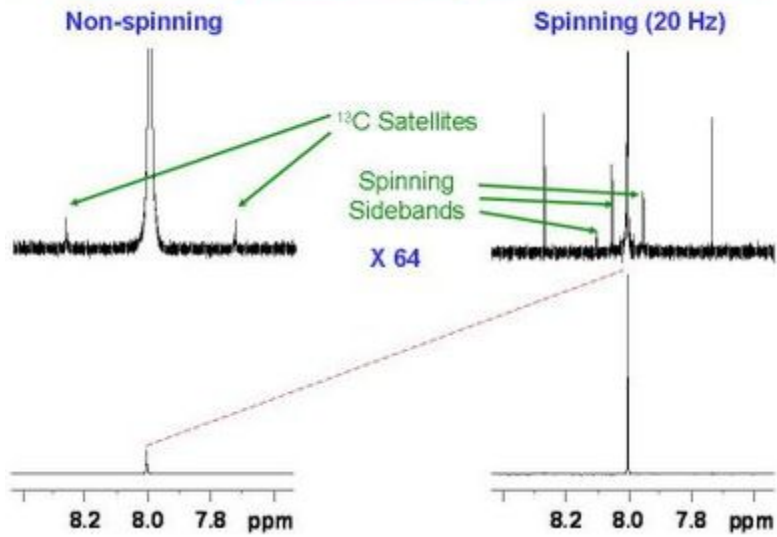 Non-spinning
Spinning (20 Hz)
¹³C Satellites
Spinning
Sidebands
X 64
8.2 8.0 7.8 ppm
8.2 8.0 7.8 ppm